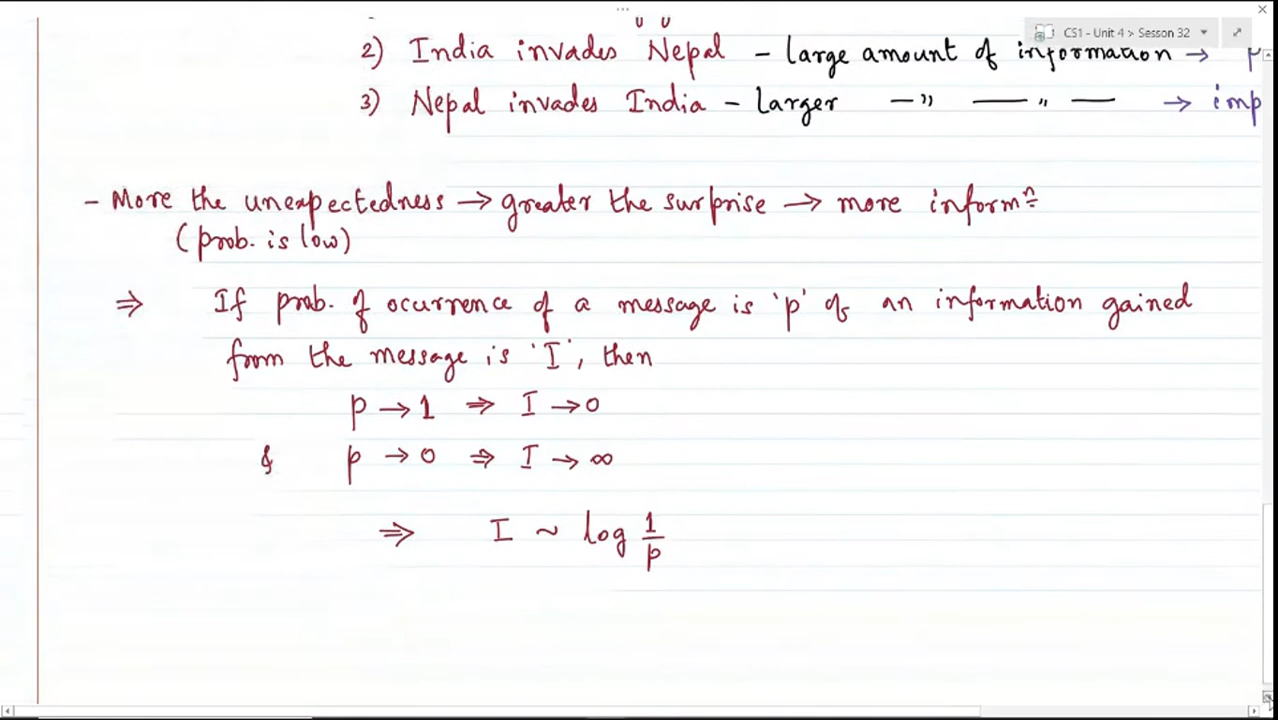 CS1 - Unit 4 > Sesson 32
2) India invades Nepal - large amount of information →
3) Nepal invades India - larger —"— —"— → imp
- More the unexpectedness → greater the surprise → more informⁿ
(prob. is low)
⇒ If prob. of ocurrence of a message is 'p' & an information gained
from the message is 'I', then
p → 1 ⇒ I → 0
& p → 0 ⇒ I → ∞
⇒ I ~ log 1/p